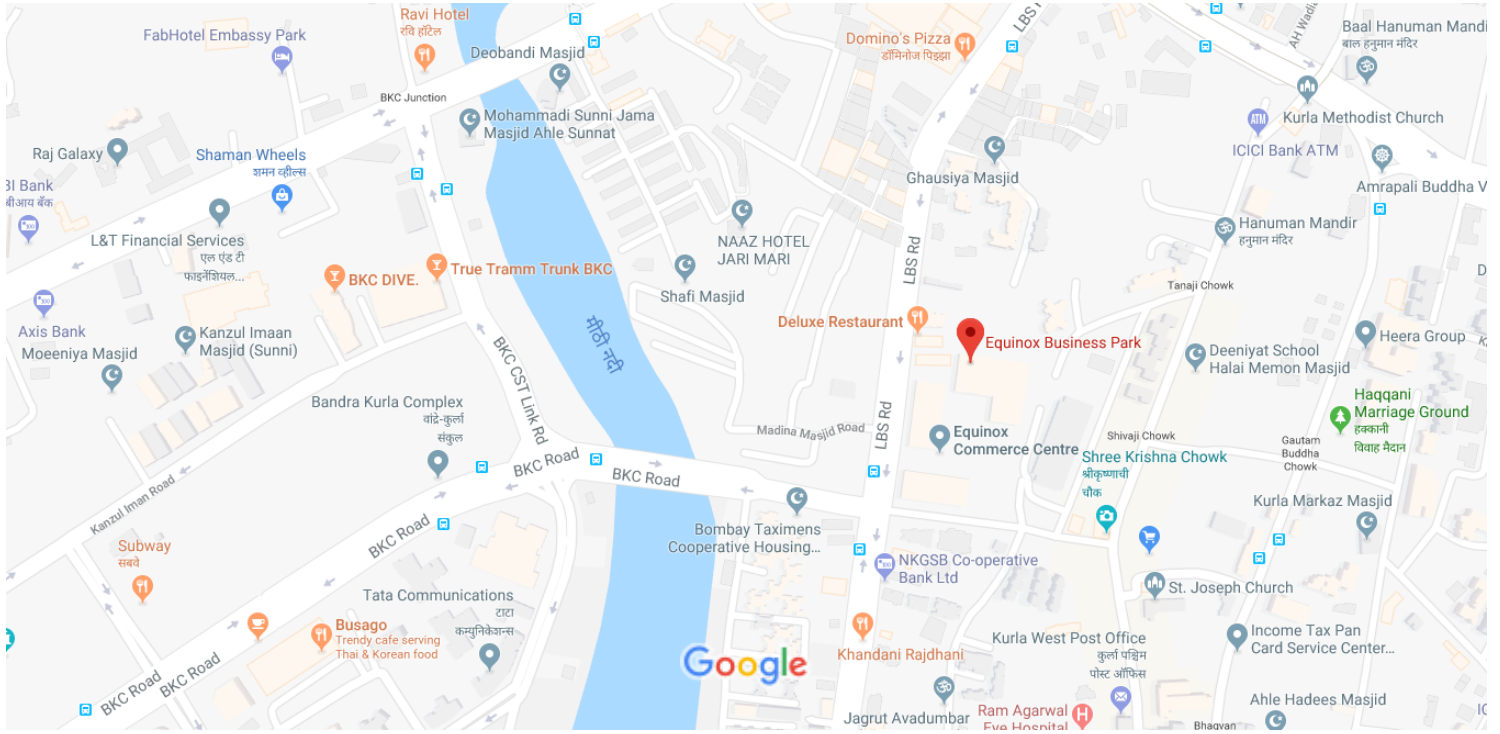 Ravi Hotel
रवि हॉटेल
FabHotel Embassy Park
Deobandi Masjid
Domino's Pizza
डॉमिनोज पिझ्झा
LBS
AH Wadia
Baal Hanuman Mandi
बाल हनुमान मंदिर
BKC Junction
Mohammadi Sunni Jama
Masjid Ahle Sunnat
Kurla Methodist Church
ATM
ICICI Bank ATM
Raj Galaxy
Shaman Wheels
शमन व्हील्स
Ghausiya Masjid
Amrapali Buddha V
BI Bank
बीआय बँक
L&T Financial Services
एल एंड टी
फाइनेंशियल...
NAAZ HOTEL
JARI MARI
LBS Rd
Hanuman Mandir
हनुमान मंदिर
BKC DIVE.
True Tramm Trunk BKC
Shafi Masjid
Tanaji Chowk
Axis Bank
Kanzul Imaan
Masjid (Sunni)
Moeeniya Masjid
मीठी नदी
Deluxe Restaurant
Equinox Business Park
Deeniyat School
Halai Memon Masjid
Heera Group
BKC CST Link Rd
Bandra Kurla Complex
वांद्रे-कुर्ला
संकुल
Madina Masjid Road
LBS Rd
Equinox
Commerce Centre
Shivaji Chowk
Shree Krishna Chowk
श्रीकृष्णाची
चौक
Gautam
Buddha
Chowk
Haqqani
Marriage Ground
हक्कानी
विवाह मैदान
Kanzul Iman Road
BKC Road
BKC Road
BKC Road
Bombay Taximens
Cooperative Housing...
Kurla Markaz Masjid
Subway
सबवे
NKGSB Co-operative
Bank Ltd
St. Joseph Church
Tata Communications
टाटा
कम्युनिकेशन्स
Busago
Trendy cafe serving
Thai & Korean food
BKC Road
BKC Road
Google
Khandani Rajdhani
Kurla West Post Office
कुर्ला पश्चिम
पोस्ट ऑफिस
Income Tax Pan
Card Service Center...
Jagrut Avadumbar
Ram Agarwal
Eye Hospital
H
Ahle Hadees Masjid
Bhagvan